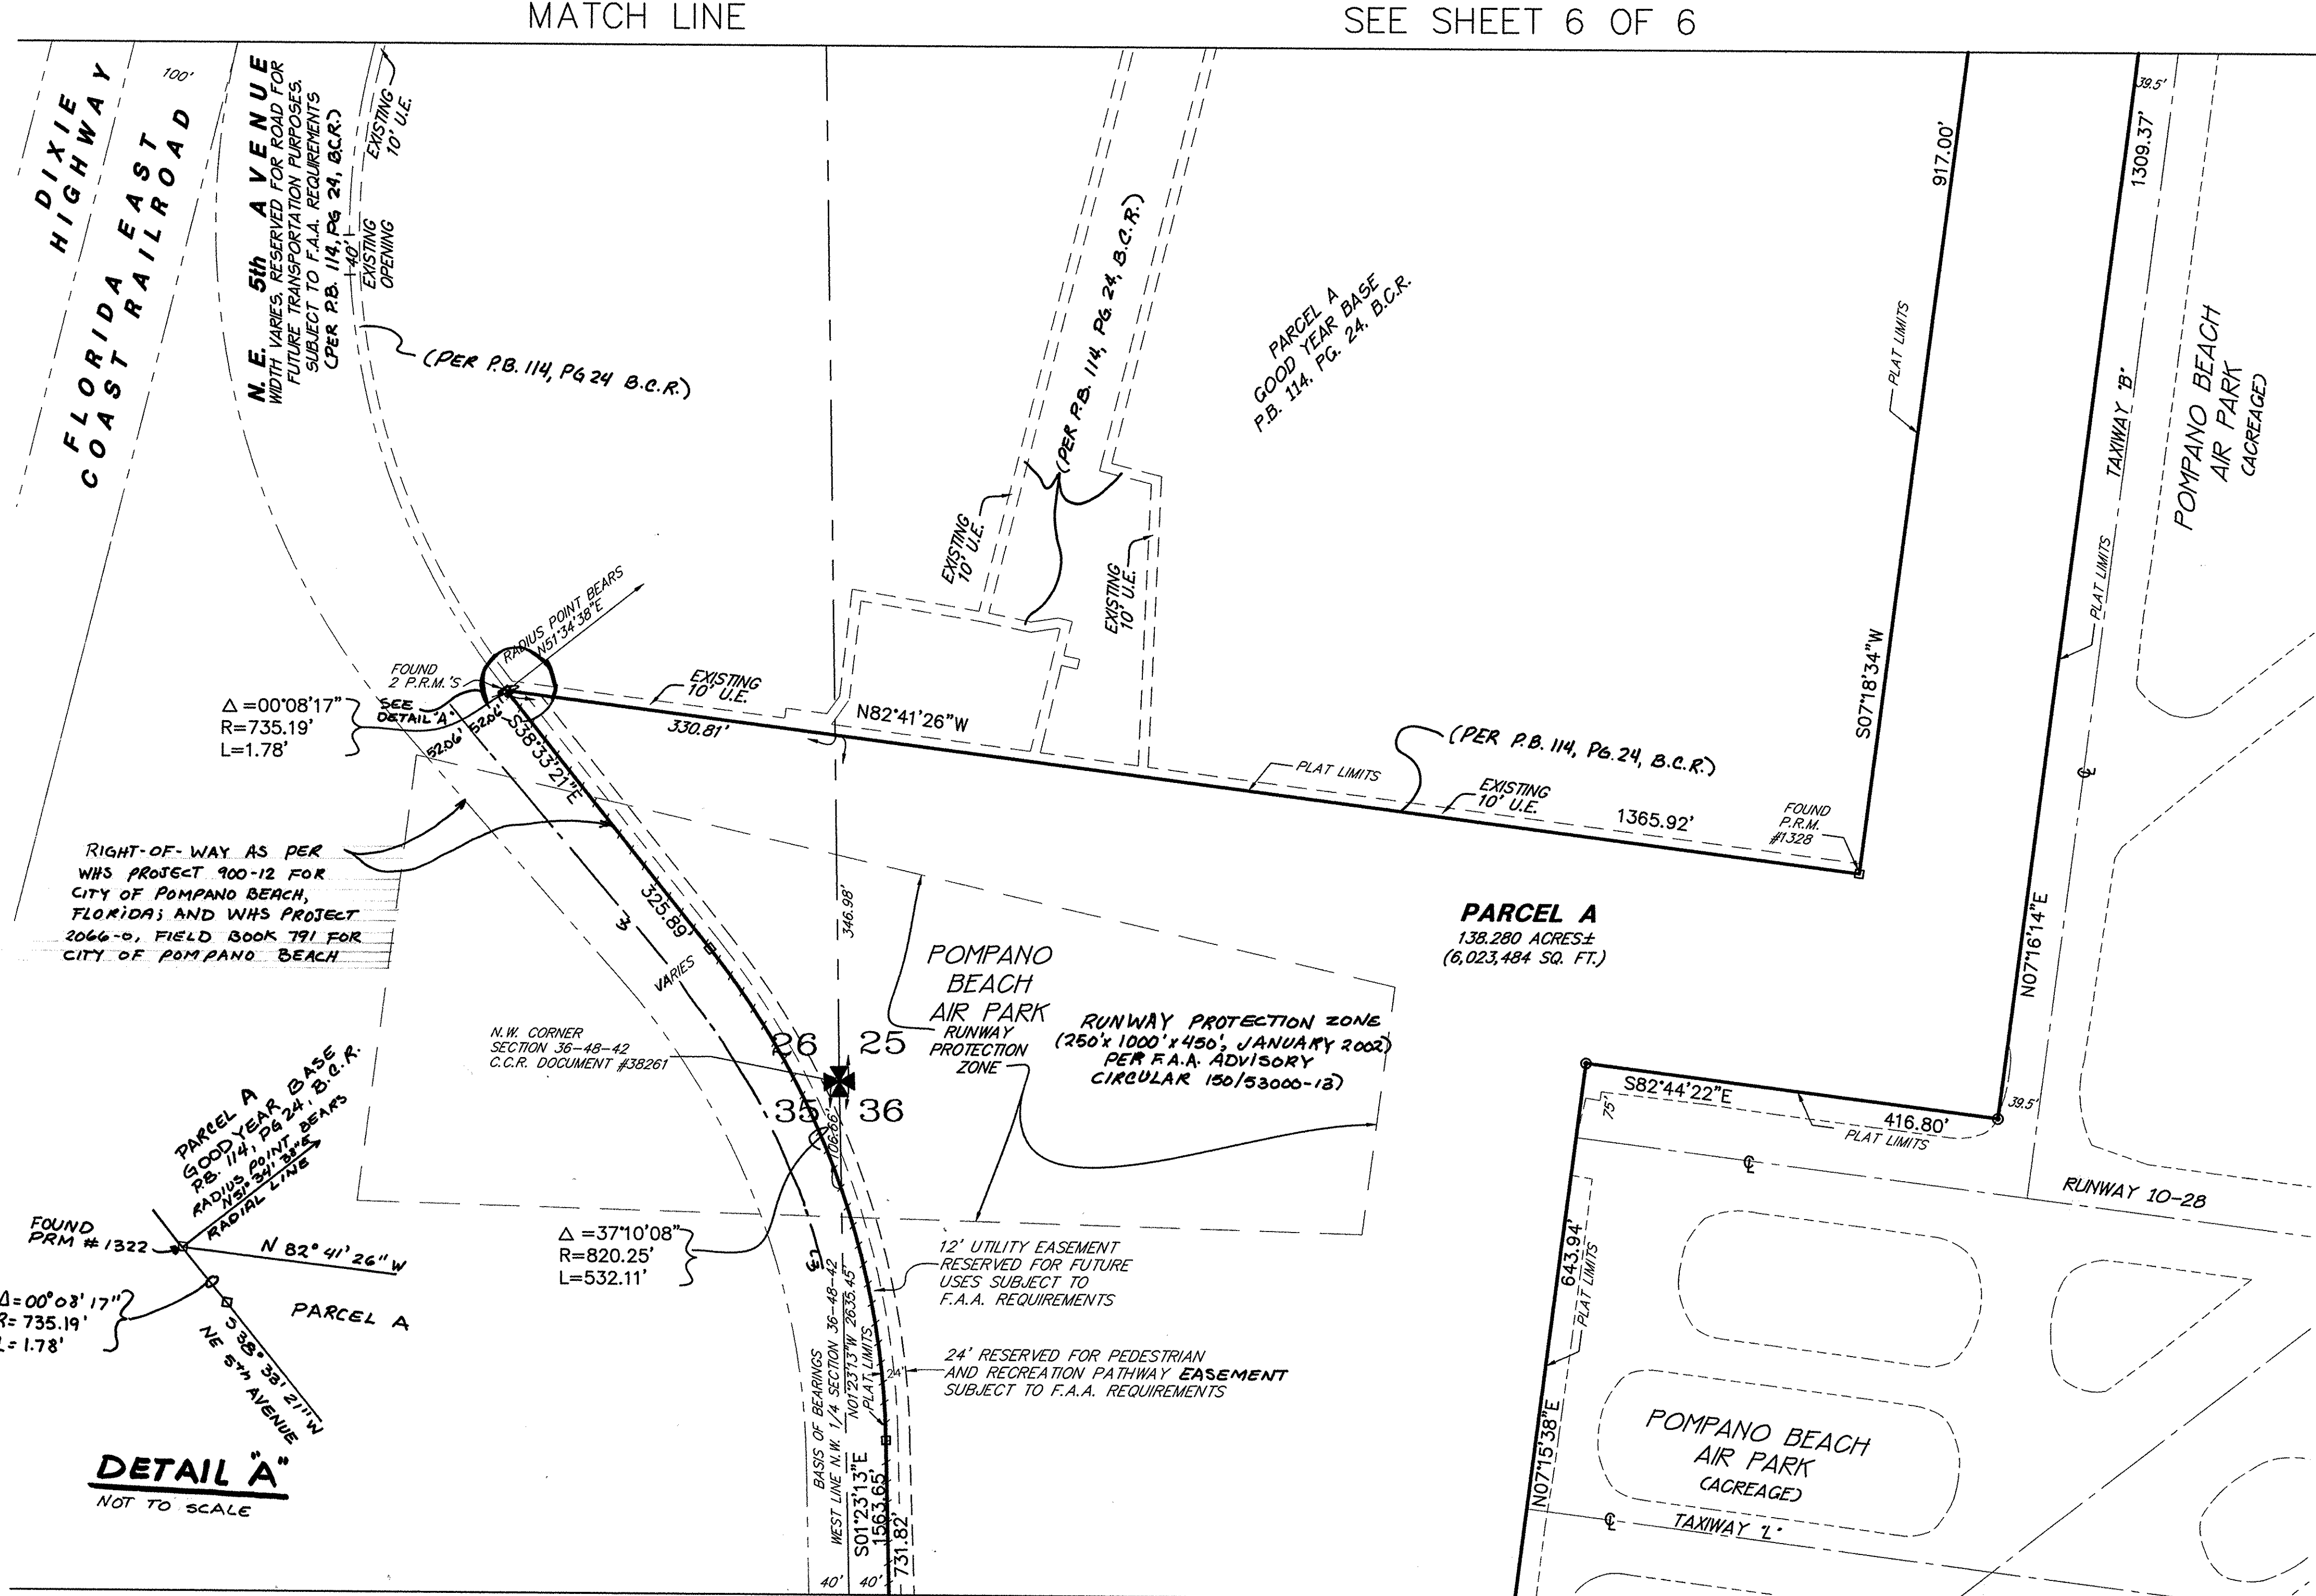 MATCH LINE
SEE SHEET 6 OF 6
DIXIE
HIGHWAY
100'
FLORIDA EAST
COAST RAILROAD
N.E. 5th AVENUE
WIDTH VARIES. RESERVED FOR ROAD FOR
FUTURE TRANSPORTATION PURPOSES.
SUBJECT TO F.A.A. REQUIREMENTS
(PER P.B. 114, PG 24, B.C.R.)
40'
EXISTING
10' U.E.
EXISTING
OPENING
(PER P.B. 114, PG 24 B.C.R.)
(PER P.B. 114, PG. 24, B.C.R.)
EXISTING
10' U.E.
EXISTING
10' U.E.
PARCEL A
GOOD YEAR BASE
P.B. 114, PG. 24, B.C.R.
917.00'
PLAT LIMITS
S07°18'34"W
39.5'
1309.37'
TAXIWAY "B"
PLAT LIMITS
N07°16'14"E
POMPANO BEACH
AIR PARK
(ACREAGE)
RADIUS POINT BEARS
N51°34'38"E
FOUND
2 P.R.M.'S
SEE
DETAIL "A"
Δ =00°08'17"
R=735.19'
L=1.78'
52.06'
52.06'
S38°33'21"E
EXISTING
10' U.E.
330.81'
N82°41'26"W
PLAT LIMITS
(PER P.B. 114, PG. 24, B.C.R.)
EXISTING
10' U.E.
1365.92'
FOUND
P.R.M.
#1328
RIGHT-OF-WAY AS PER
WHS PROJECT 900-12 FOR
CITY OF POMPANO BEACH,
FLORIDA; AND WHS PROJECT
2066-0, FIELD BOOK 791 FOR
CITY OF POMPANO BEACH
325.89'
VARIES
346.98'
PARCEL A
138.280 ACRES±
(6,023,484 SQ. FT.)
POMPANO
BEACH
AIR PARK
RUNWAY
PROTECTION
ZONE
RUNWAY PROTECTION ZONE
(250'x 1000'x 450', JANUARY 2002)
PER F.A.A. ADVISORY
CIRCULAR 150/53000-13)
N.W. CORNER
SECTION 36-48-42
C.C.R. DOCUMENT #38261
26 25
35 36
106.66'
S82°44'22"E
416.80'
PLAT LIMITS
75'
39.5'
RUNWAY 10-28
643.94'
PLAT LIMITS
N07°15'38"E
POMPANO BEACH
AIR PARK
(ACREAGE)
TAXIWAY "L"
Δ =37°10'08"
R=820.25'
L=532.11'
12' UTILITY EASEMENT
RESERVED FOR FUTURE
USES SUBJECT TO
F.A.A. REQUIREMENTS
24' RESERVED FOR PEDESTRIAN
AND RECREATION PATHWAY EASEMENT
SUBJECT TO F.A.A. REQUIREMENTS
24'
BASIS OF BEARINGS
WEST LINE N.W. 1/4 SECTION 36-48-42
N01°23'13"W 2635.45'
PLAT LIMITS
S01°23'13"E
1563.65'
731.82'
40' 40'
PARCEL A
GOOD YEAR BASE
P.B. 114, PG 24, B.C.R.
RADIUS POINT BEARS
N51°34'38"E
RADIAL LINE
FOUND
PRM # 1322
N 82° 41' 26" W
Δ=00° 08' 17"
R= 735.19'
L= 1.78'
PARCEL A
S 38° 33' 21" W
NE 5TH AVENUE
DETAIL "A"
NOT TO SCALE